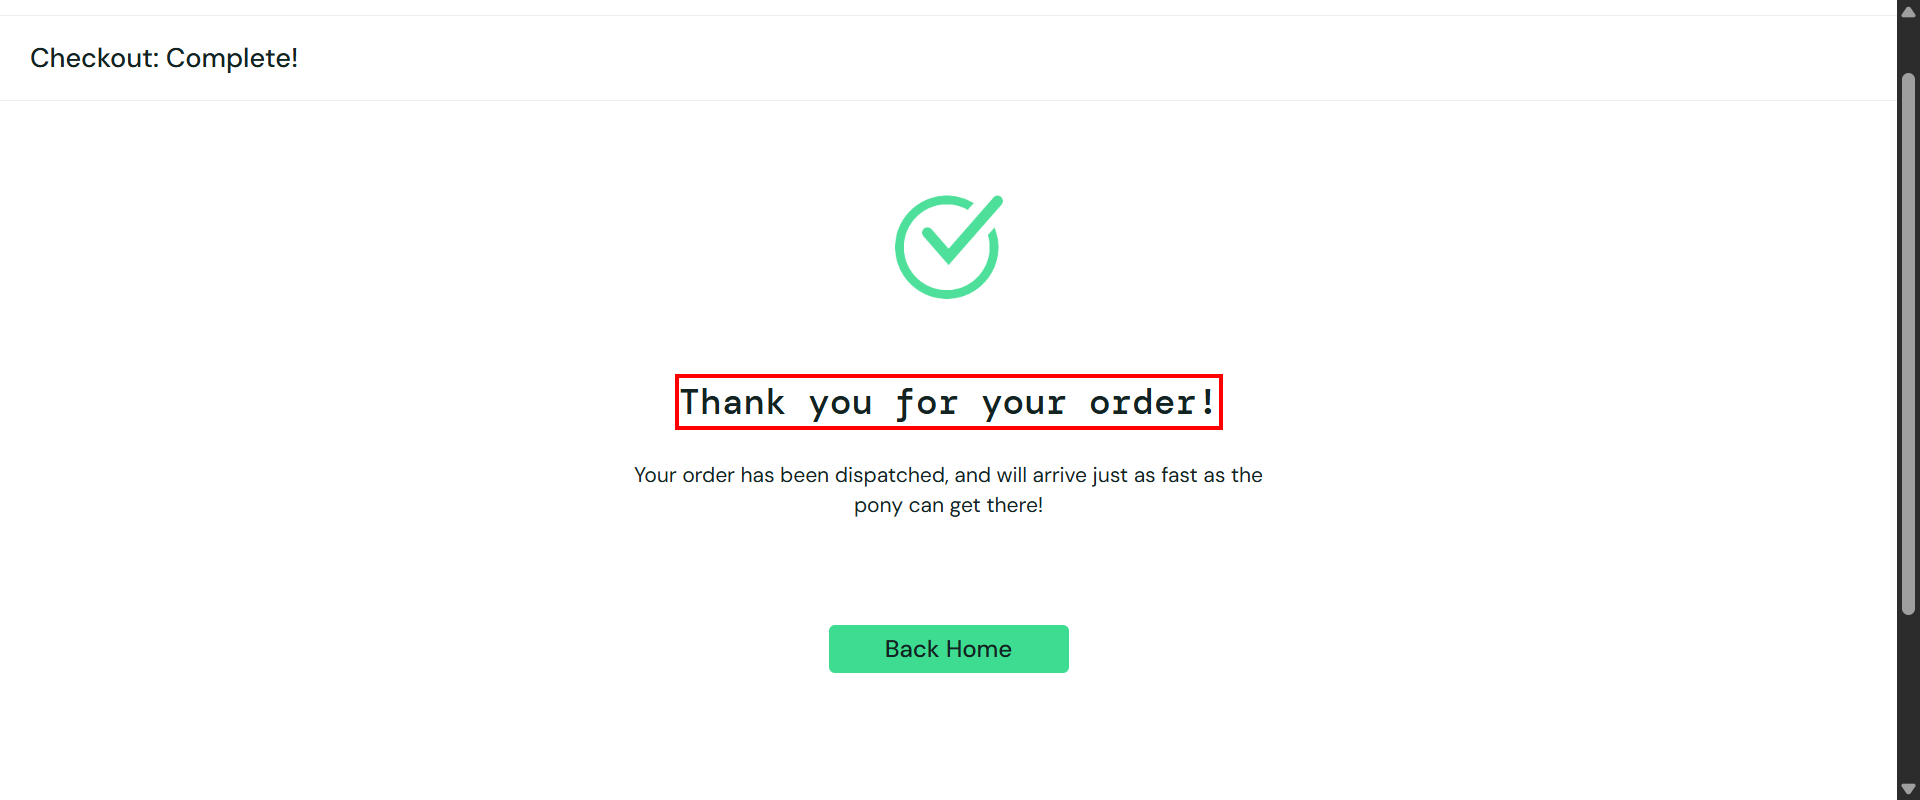 Checkout: Complete!
Thank you for your order!
Your order has been dispatched, and will arrive just as fast as the
pony can get there!
Back Home